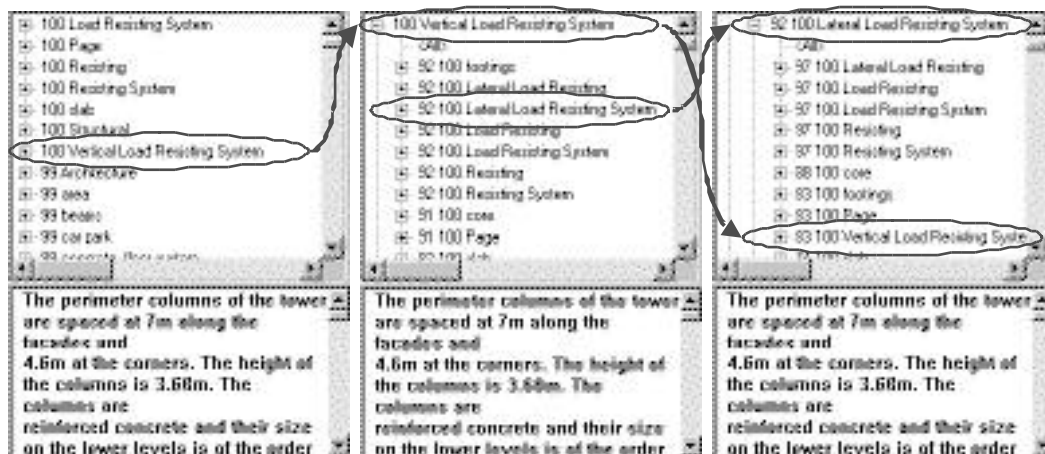 100 Load Resisting System
100 Page
100 Resisting
100 Resisting System
100 slab
100 Structural
100 Vertical Load Resisting System
99 Architecture
99 area
99 beams
99 car park
The perimeter columns of the tower
are spaced at 7m along the
facades and
4.6m at the corners. The height of
the columns is 3.60m. The
columns are
reinforced concrete and their size
on the lower levels is of the order
100 Vertical Load Resisting System
(All)
92 100 footings
92 100 Lateral Load Resisting
92 100 Lateral Load Resisting System
92 100 Load Resisting
92 100 Load Resisting System
92 100 Resisting
92 100 Resisting System
91 100 core
91 100 Page
The perimeter columns of the tower
are spaced at 7m along the
facades and
4.6m at the corners. The height of
the columns is 3.60m. The
columns are
reinforced concrete and their size
on the lower levels is of the order
92 100 Lateral Load Resisting System
(All)
97 100 Lateral Load Resisting
97 100 Load Resisting
97 100 Load Resisting System
97 100 Resisting
97 100 Resisting System
88 100 core
83 100 footings
83 100 Page
83 100 Vertical Load Resisting Syste
The perimeter columns of the tower
are spaced at 7m along the
facades and
4.6m at the corners. The height of
the columns is 3.60m. The
columns are
reinforced concrete and their size
on the lower levels is of the order